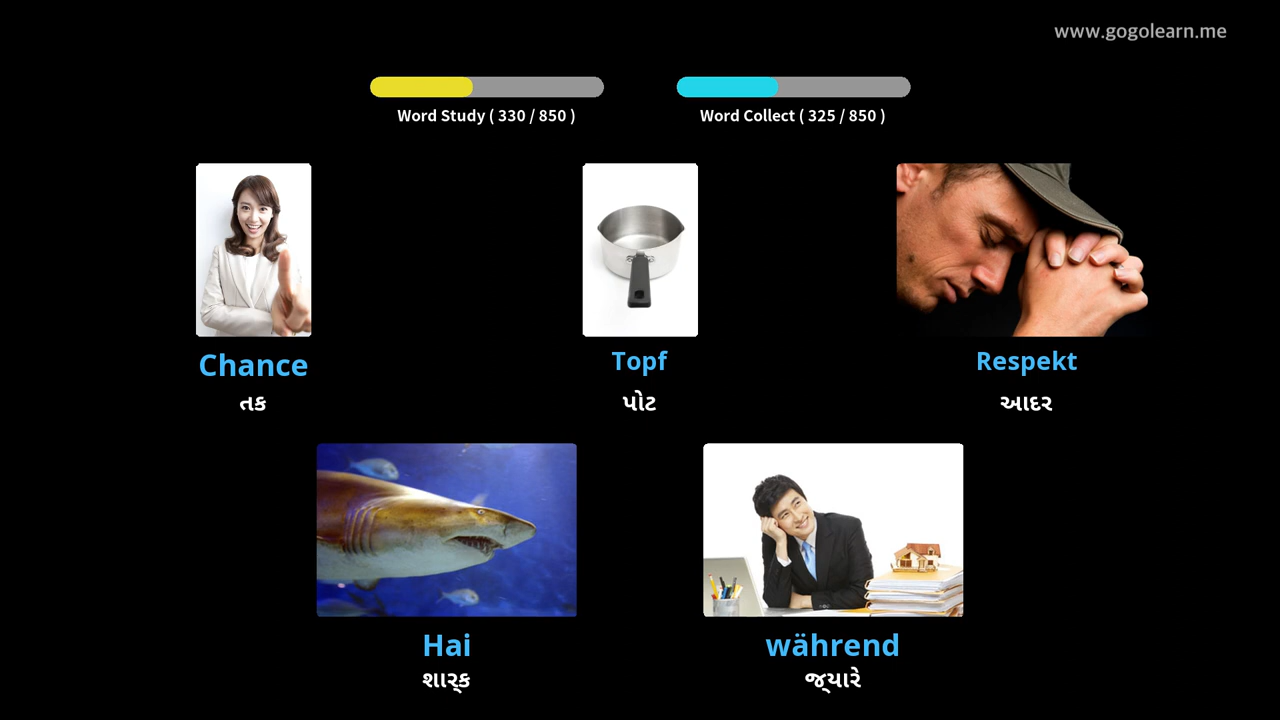 www.gogolearn.me
Word Study ( 330 / 850 )
Word Collect ( 325 / 850 )
Chance
તક
Topf
પોટ
Respekt
આદર
Hai
શાર્ક
während
જ્યારે